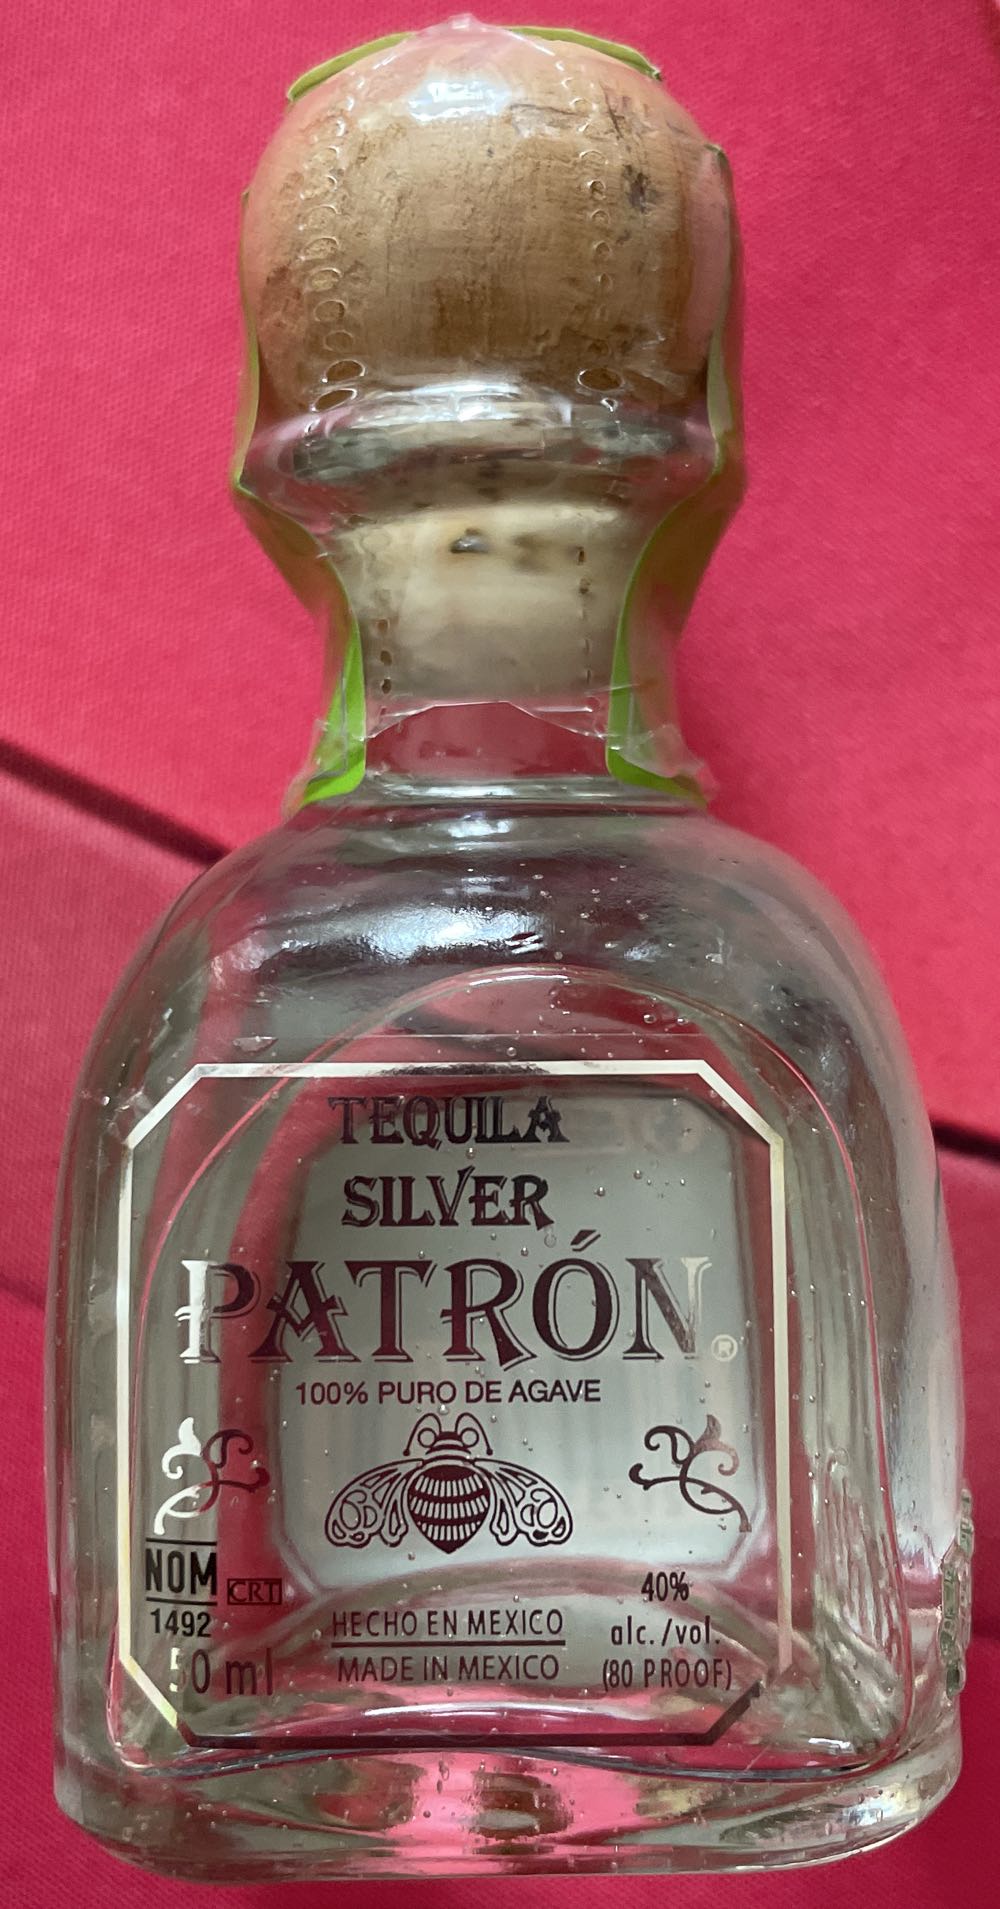 TEQUILA
SILVER
PATRÓN®
100% PURO DE AGAVE
NOM
1492
CRT
50 ml
HECHO EN MEXICO
MADE IN MEXICO
40%
alc./vol.
(80 PROOF)